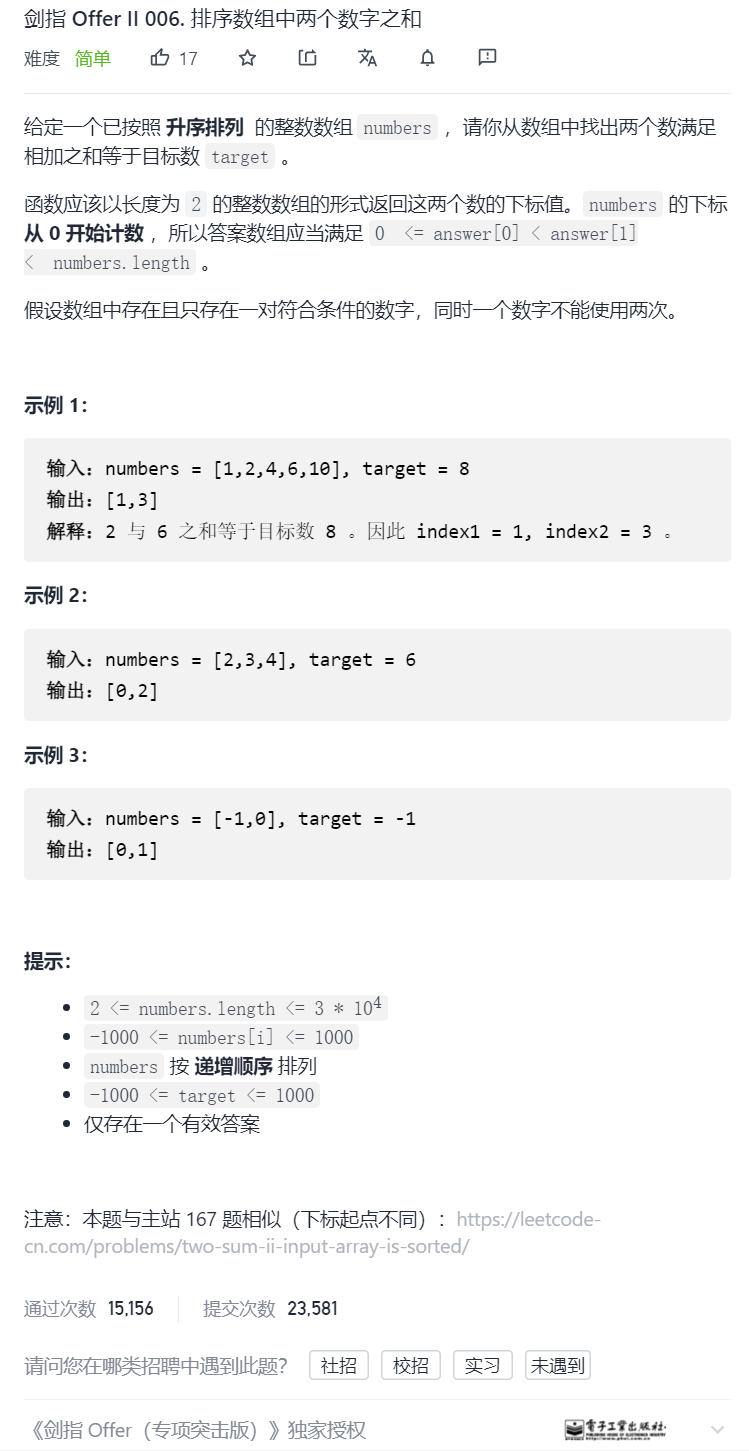 剑指 Offer II 006. 排序数组中两个数字之和
难度 简单 17
给定一个已按照 升序排列 的整数数组 numbers ，请你从数组中找出两个数满足
相加之和等于目标数 target 。
函数应该以长度为 2 的整数数组的形式返回这两个数的下标值。numbers 的下标
从 0 开始计数 ，所以答案数组应当满足 0 <= answer[0] < answer[1]
< numbers.length 。
假设数组中存在且只存在一对符合条件的数字，同时一个数字不能使用两次。
示例 1：
输入：numbers = [1,2,4,6,10], target = 8
输出：[1,3]
解释：2 与 6 之和等于目标数 8 。因此 index1 = 1, index2 = 3 。
示例 2：
输入：numbers = [2,3,4], target = 6
输出：[0,2]
示例 3：
输入：numbers = [-1,0], target = -1
输出：[0,1]
提示：
2 <= numbers.length <= 3 * 10⁴
-1000 <= numbers[i] <= 1000
numbers 按 递增顺序 排列
-1000 <= target <= 1000
仅存在一个有效答案
注意：本题与主站 167 题相似（下标起点不同）：https://leetcode-
cn.com/problems/two-sum-ii-input-array-is-sorted/
通过次数 15,156 提交次数 23,581
请问您在哪类招聘中遇到此题？ 社招 校招 实习 未遇到
《剑指 Offer（专项突击版）》独家授权 電子工業出版社·
PUBLISHING HOUSE OF ELECTRONICS INDUSTRY
http://www.phei.com.cn